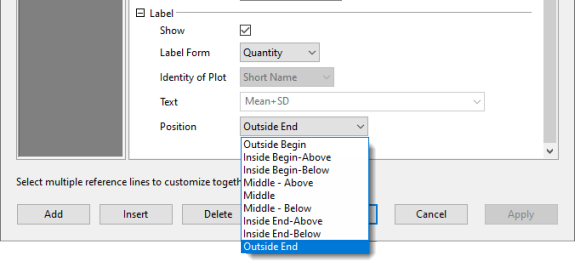 Label
Show
Label Form Quantity
Identity of Plot Short Name
Text Mean+SD
Position Outside End
Outside Begin
Inside Begin-Above
Inside Begin-Below
Middle - Above
Middle
Middle - Below
Inside End-Above
Inside End-Below
Outside End
Select multiple reference lines to customize
Add Insert Delete Cancel Apply